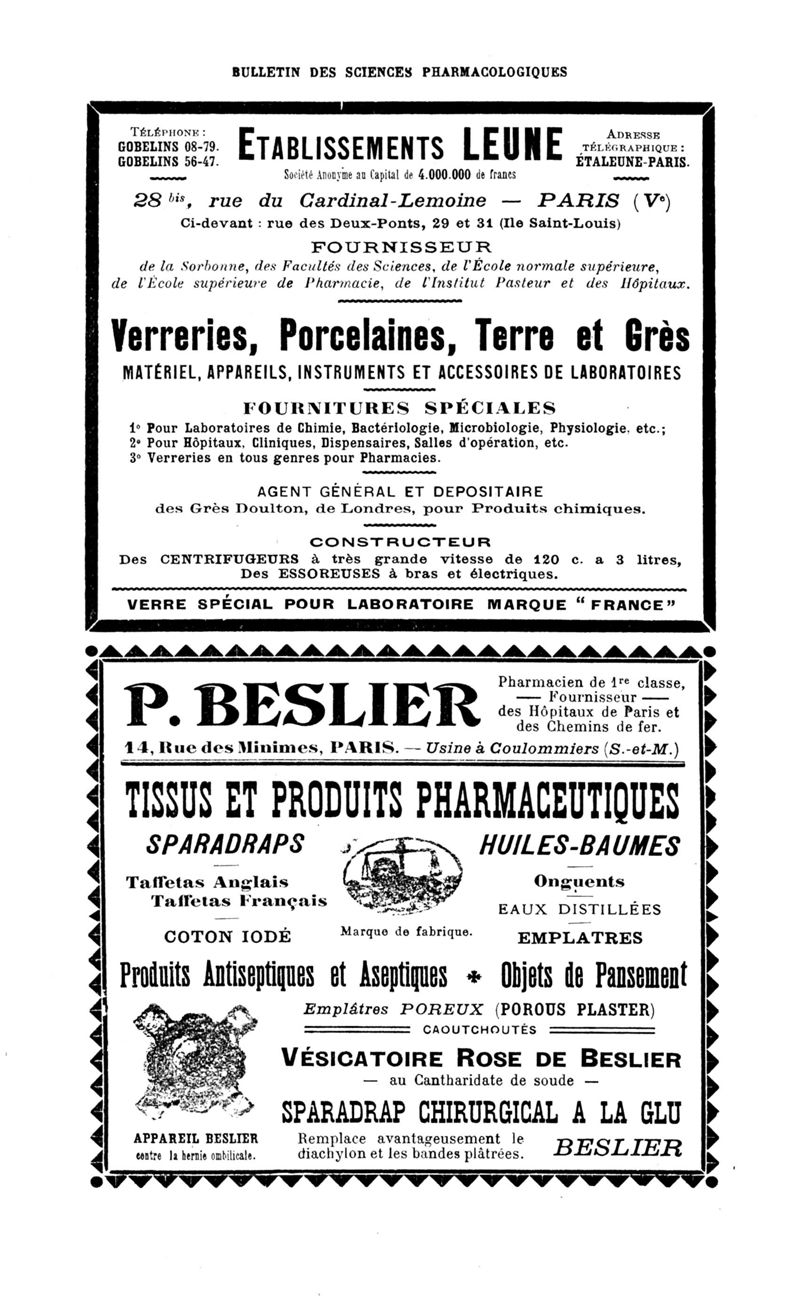 BULLETIN DES SCIENCES PHARMACOLOGIQUES
TÉLÉPHONE :
GOBELINS 08-79.
GOBELINS 56-47.
ETABLISSEMENTS LEUNE
Société Anonyme au Capital de 4.000.000 de francs
ADRESSE
TÉLÉGRAPHIQUE :
ÉTALEUNE-PARIS.
28 bis, rue du Cardinal-Lemoine — PARIS (Ve)
Ci-devant : rue des Deux-Ponts, 29 et 31 (Ile Saint-Louis)
FOURNISSEUR
de la Sorbonne, des Facultés des Sciences, de l'École normale supérieure,
de l'École supérieure de Pharmacie, de l'Institut Pasteur et des Hôpitaux.
Verreries, Porcelaines, Terre et Grès
MATÉRIEL, APPAREILS, INSTRUMENTS ET ACCESSOIRES DE LABORATOIRES
FOURNITURES SPÉCIALES
1o Pour Laboratoires de Chimie, Bactériologie, Microbiologie, Physiologie. etc.;
2o Pour Hôpitaux, Cliniques, Dispensaires, Salles d'opération, etc.
3o Verreries en tous genres pour Pharmacies.
AGENT GÉNÉRAL ET DEPOSITAIRE
des Grès Doulton, de Londres, pour Produits chimiques.
CONSTRUCTEUR
Des CENTRIFUGEURS à très grande vitesse de 120 c. a 3 litres,
Des ESSOREUSES à bras et électriques.
VERRE SPÉCIAL POUR LABORATOIRE MARQUE “FRANCE”
P. BESLIER
Pharmacien de 1re classe,
— Fournisseur —
des Hôpitaux de Paris et
des Chemins de fer.
14, Rue des Minimes, PARIS. — Usine à Coulommiers (S.-et-M.)
TISSUS ET PRODUITS PHARMACEUTIQUES
SPARADRAPS
Taffetas Anglais
Taffetas Français
COTON IODÉ
Marque de fabrique.
HUILES-BAUMES
Onguents
EAUX DISTILLÉES
EMPLATRES
Produits Antiseptiques et Aseptiques ✠ Objets de Pansement
Emplâtres POREUX (POROUS PLASTER)
CAOUTCHOUTÉS
VÉSICATOIRE ROSE DE BESLIER
— au Cantharidate de soude —
SPARADRAP CHIRURGICAL A LA GLU
APPAREIL BESLIER
contre la hernie ombilicale.
Remplace avantageusement le
diachylon et les bandes plâtrées.
BESLIER